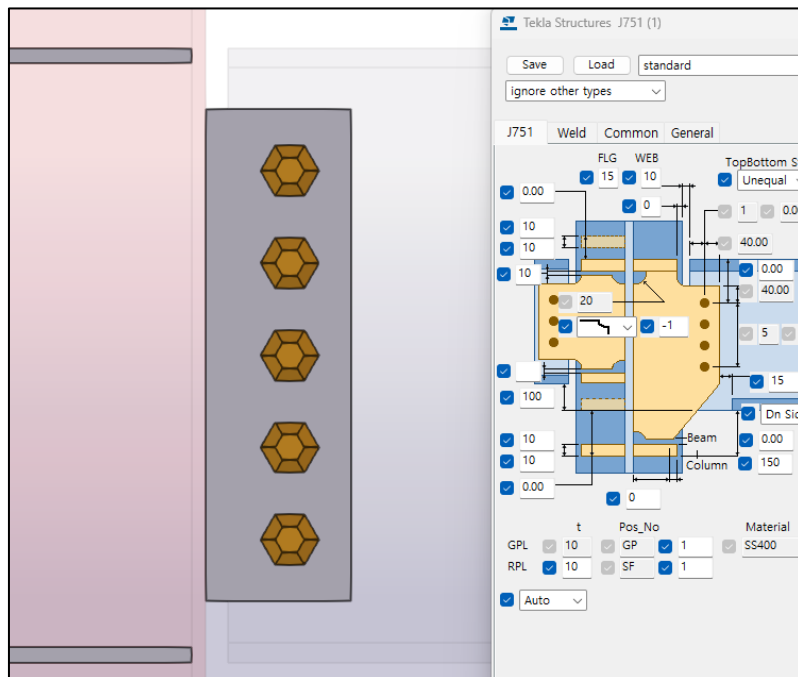 Tekla Structures J751 (1)
Save Load standard
ignore other types
J751 Weld Common General
FLG WEB TopBottom S
15 10 Unequal
0.00
0 1 0.0
10
10 40.00
10 0.00
20 40.00
-1 5
15
100
Dn Sic
10 Beam 0.00
10 Column 150
0.00
0
t Pos_No Material
GPL 10 GP 1 SS400
RPL 10 SF 1
Auto